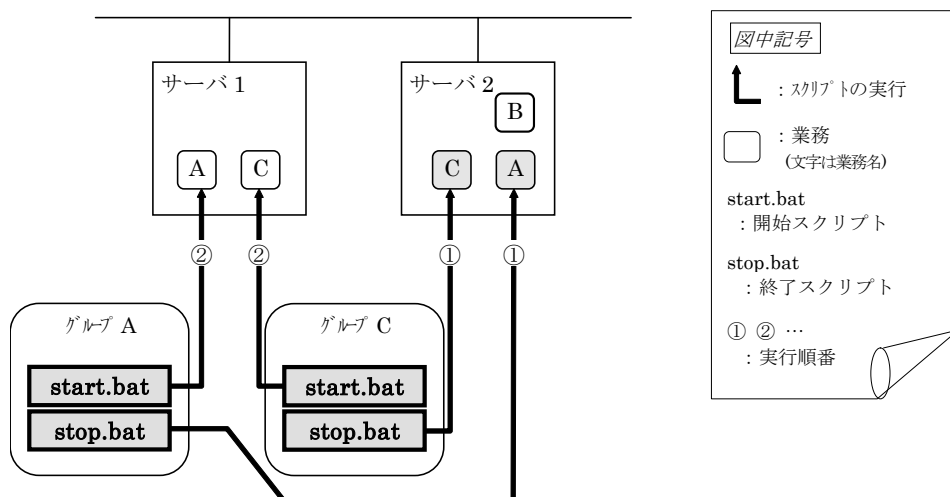 サーバ 1
サーバ 2
B
A
C
C
A
②
②
①
①
グループ A
グループ C
start.bat
stop.bat
start.bat
stop.bat
図中記号
：スクリプトの実行
：業務
(文字は業務名)
start.bat
：開始スクリプト
stop.bat
：終了スクリプト
① ② …
：実行順番